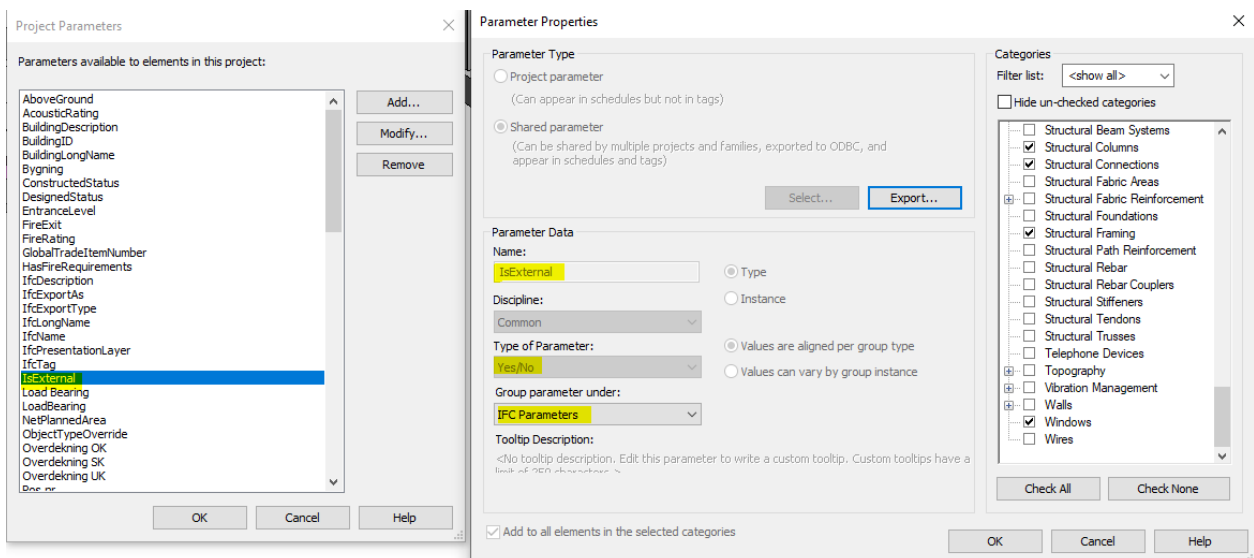 Project Parameters
Parameters available to elements in this project:
AboveGround
AcousticRating
BuildingDescription
BuildingID
BuildingLongName
Bygning
ConstructedStatus
DesignedStatus
EntranceLevel
FireExit
FireRating
GlobalTradeItemNumber
HasFireRequirements
IfcDescription
IfcExportAs
IfcExportType
IfcLongName
IfcName
IfcPresentationLayer
IfcTag
IsExternal
Load Bearing
LoadBearing
NetPlannedArea
ObjectTypeOverride
Overdekning OK
Overdekning SK
Overdekning UK
Add...
Modify...
Remove
OK
Cancel
Help
Parameter Properties
Parameter Type
Project parameter
(Can appear in schedules but not in tags)
Shared parameter
(Can be shared by multiple projects and families, exported to ODBC, and
appear in schedules and tags)
Select...
Export...
Parameter Data
Name:
IsExternal
Discipline:
Common
Type of Parameter:
Yes/No
Group parameter under:
IFC Parameters
Tooltip Description:
<No tooltip description. Edit this parameter to write a custom tooltip. Custom tooltips have a
Type
Instance
Values are aligned per group type
Values can vary by group instance
Add to all elements in the selected categories
Categories
Filter list:
<show all>
Hide un-checked categories
Structural Beam Systems
Structural Columns
Structural Connections
Structural Fabric Areas
Structural Fabric Reinforcement
Structural Foundations
Structural Framing
Structural Path Reinforcement
Structural Rebar
Structural Rebar Couplers
Structural Stiffeners
Structural Tendons
Structural Trusses
Telephone Devices
Topography
Vibration Management
Walls
Windows
Wires
Check All
Check None
OK
Cancel
Help